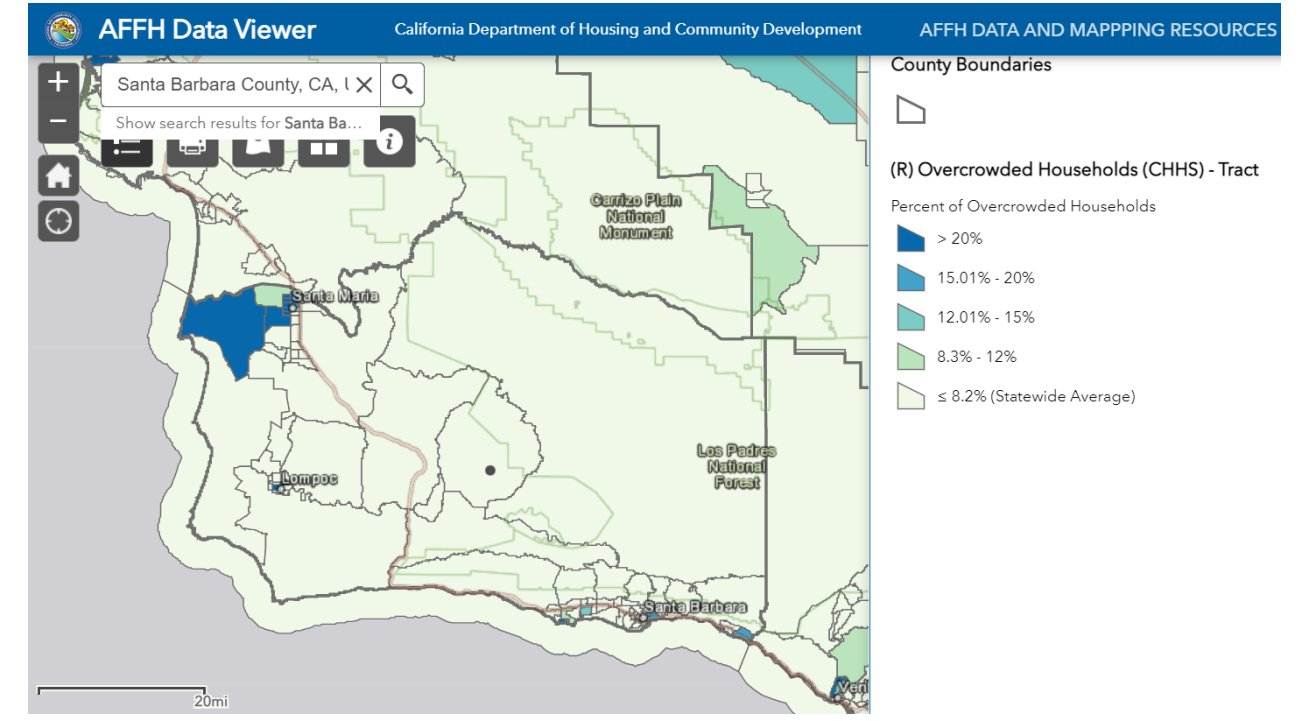 AFFH Data Viewer
California Department of Housing and Community Development
AFFH DATA AND MAPPPING RESOURCES
+
−
Santa Barbara County, CA, U
Show search results for Santa Ba...
i
Carrizo Plain
National
Monument
Santa Maria
Los Padres
National
Forest
Lompoc
Santa Barbara
Ven
20mi
County Boundaries
(R) Overcrowded Households (CHHS) - Tract
Percent of Overcrowded Households
> 20%
15.01% - 20%
12.01% - 15%
8.3% - 12%
≤ 8.2% (Statewide Average)